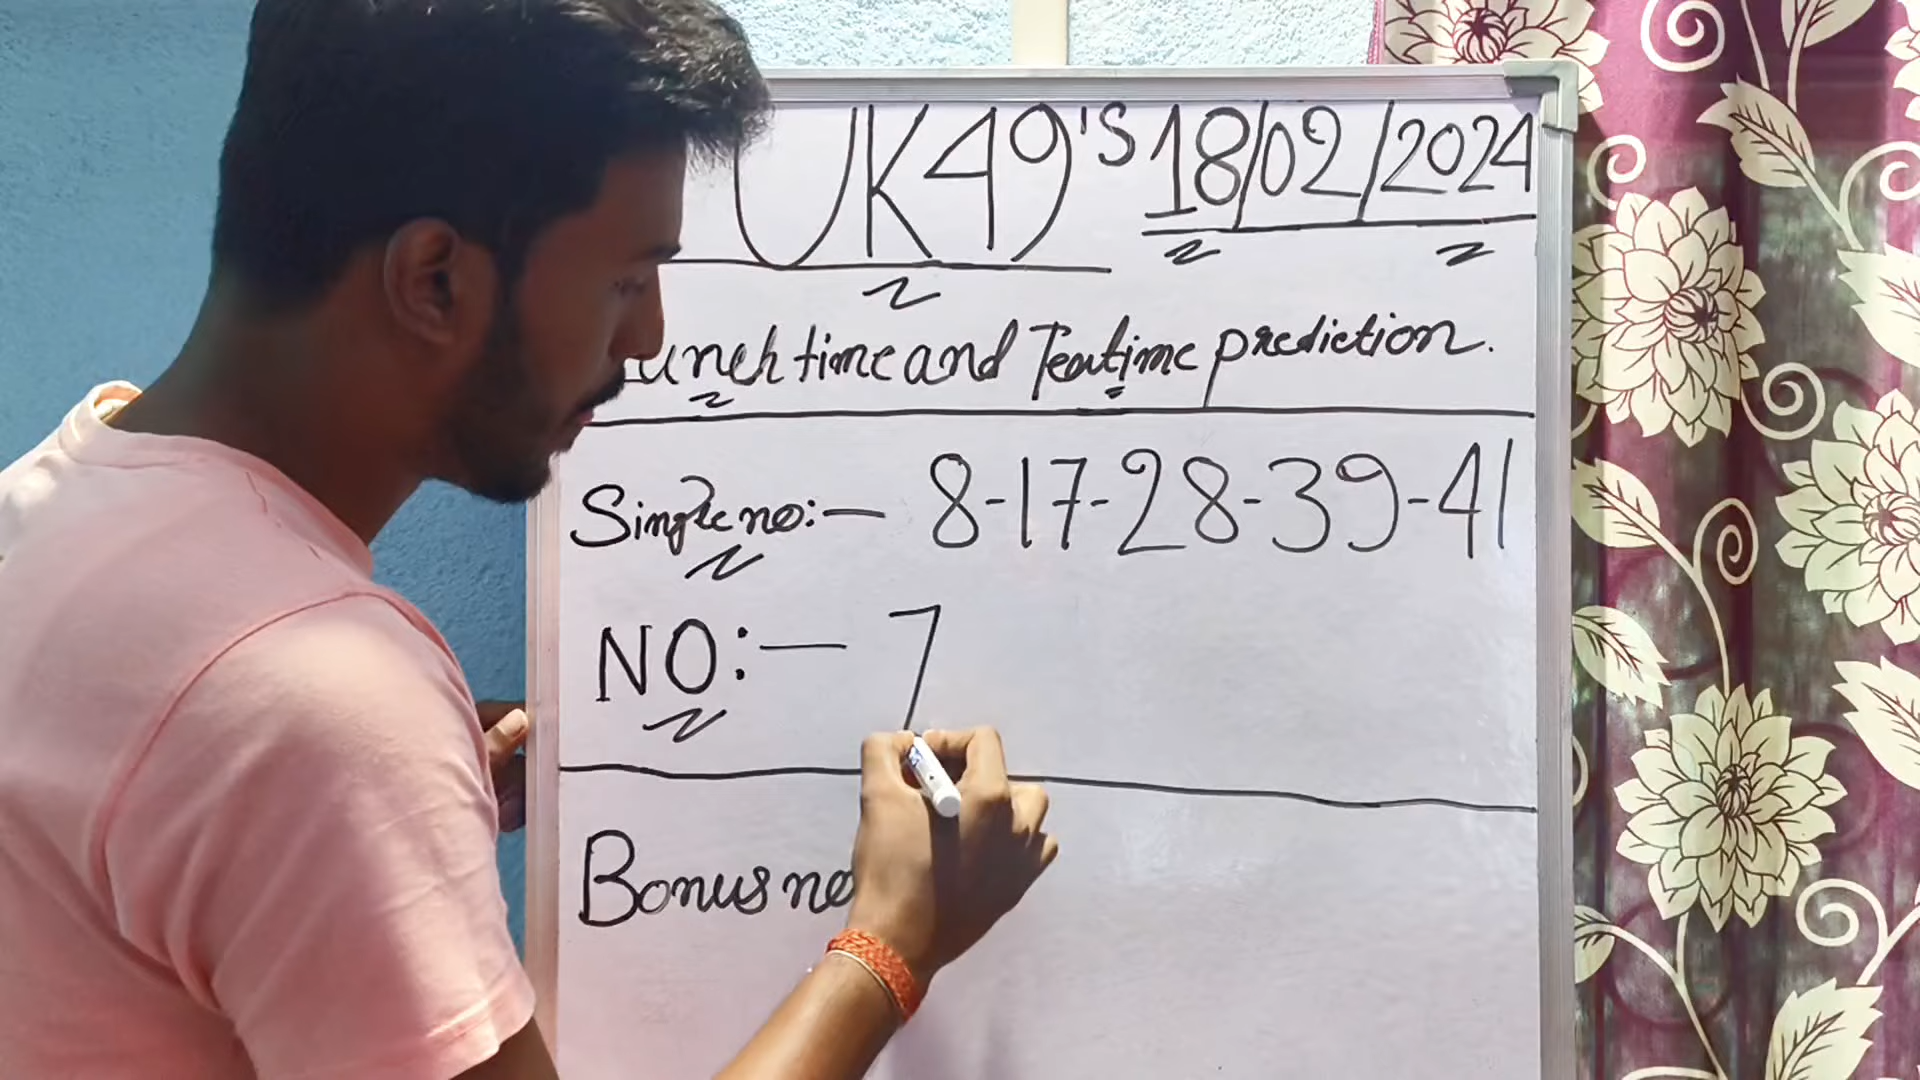 UK49'S 18/02/2024
Lunch time and Teatime prediction.
Single no:- 8-17-28-39-41
NO:- 7
Bonus no